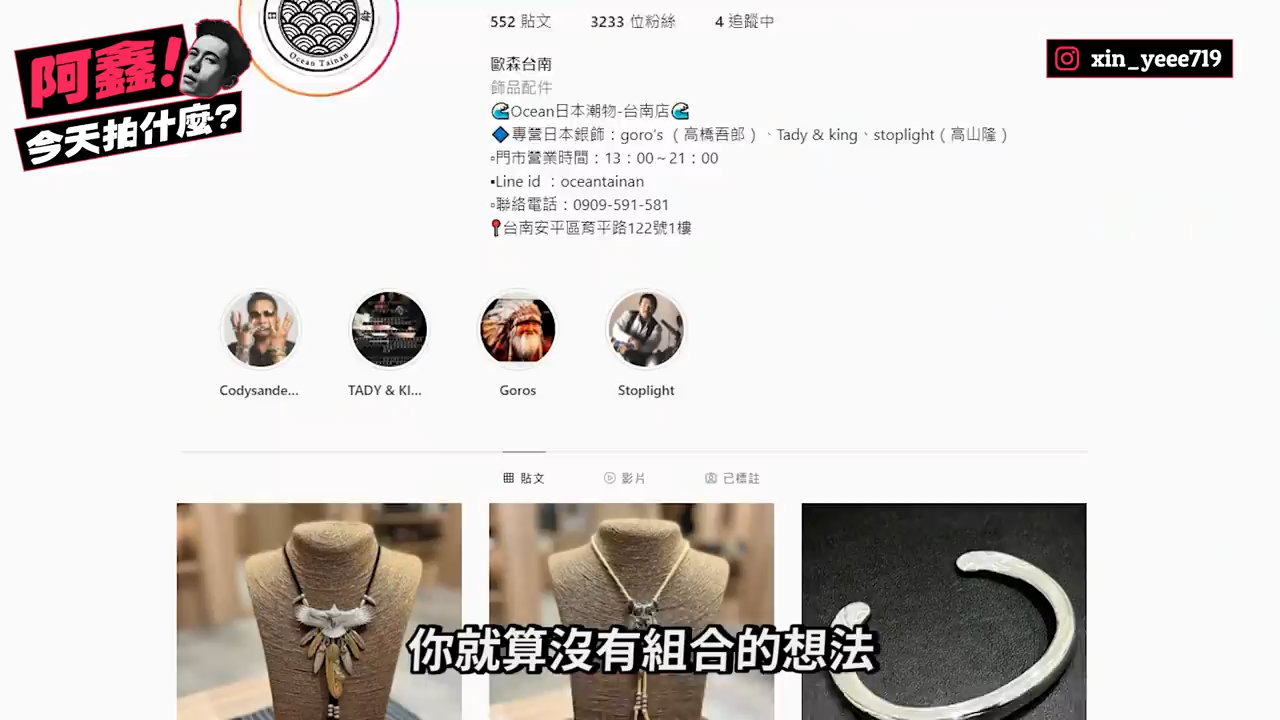 阿鑫!
今天拍什麼?
Ocean Tainan
552 貼文 3233 位粉絲 4 追蹤中
xin_yeee719
歐森台南
飾品配件
🌊Ocean日本潮物-台南店🌊
🔷專營日本銀飾：goro's （高橋吾郎）、Tady & king、stoplight（高山隆）
▫門市營業時間：13：00～21：00
▪Line id ：oceantainan
▫聯絡電話：0909-591-581
📍台南安平區育平路122號1樓
Codysande... TADY & KI... Goros Stoplight
貼文 影片 已標註
你就算沒有組合的想法